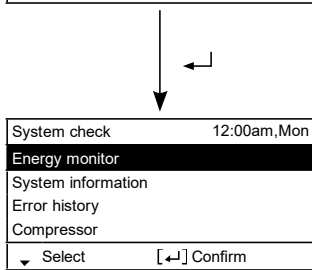 System check 12:00am,Mon
Energy monitor
System information
Error history
Compressor
Select [↵] Confirm